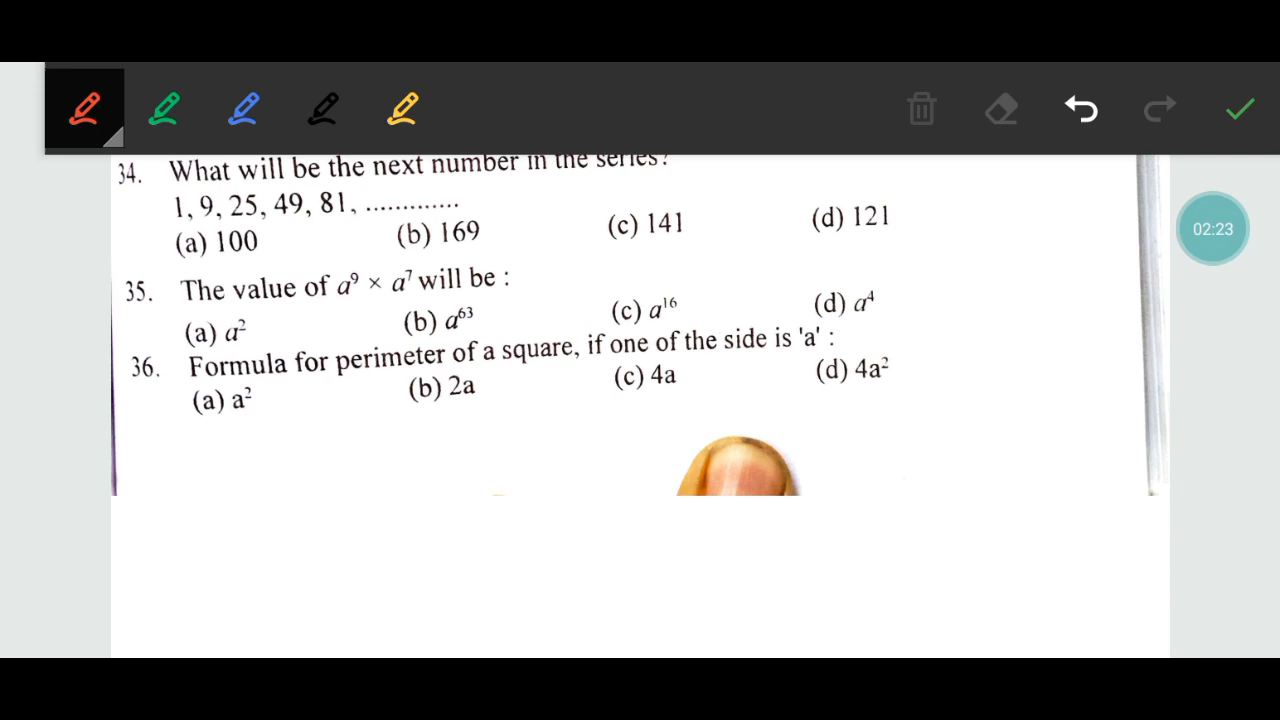 34. What will be the next number in the series?
1, 9, 25, 49, 81, .............
(a) 100 (b) 169 (c) 141 (d) 121
35. The value of a⁹ × a⁷ will be :
(a) a² (b) a⁶³ (c) a¹⁶ (d) a⁴
36. Formula for perimeter of a square, if one of the side is 'a' :
(a) a² (b) 2a (c) 4a (d) 4a²
02:23